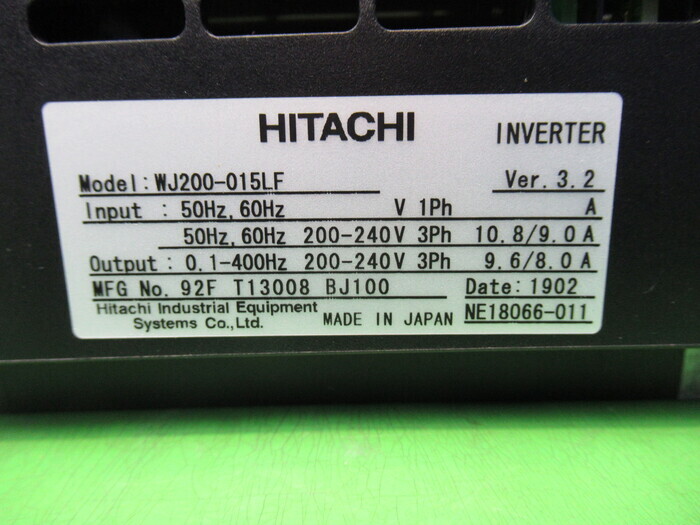 HITACHI INVERTER
Model: WJ200-015LF Ver. 3.2
Input : 50Hz, 60Hz V 1Ph A
50Hz, 60Hz 200-240V 3Ph 10.8/9.0A
Output: 0.1-400Hz 200-240V 3Ph 9.6/8.0A
MFG No. 92F T13008 BJ100 Date: 1902
Hitachi Industrial Equipment
Systems Co., Ltd. MADE IN JAPAN NE18066-011